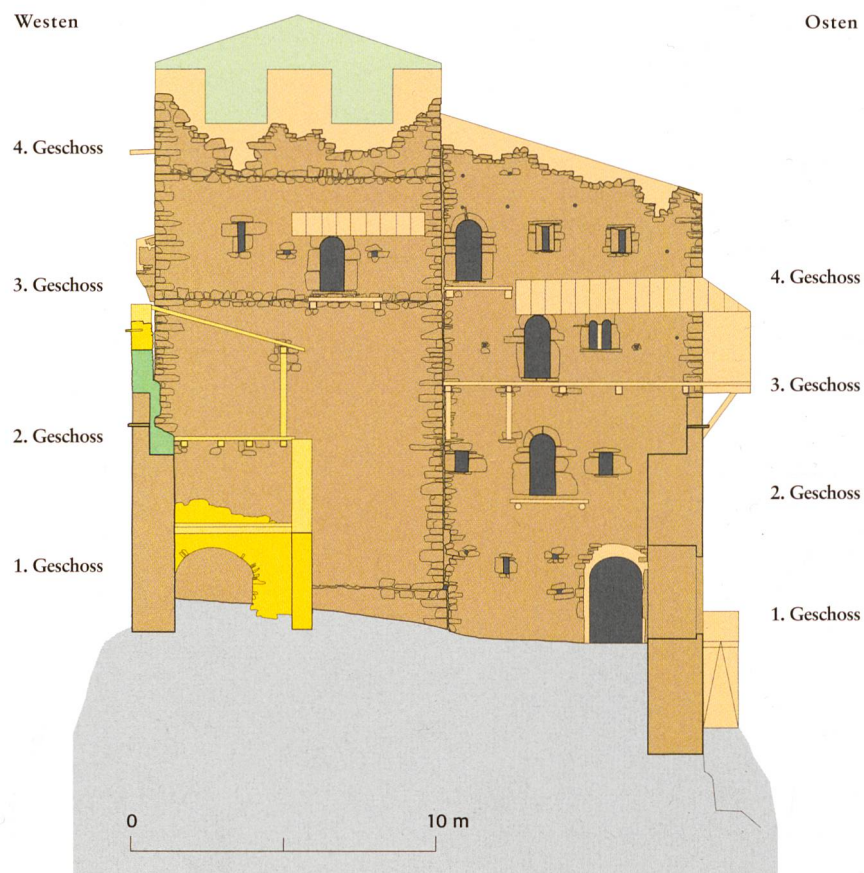 Westen
Osten
4. Geschoss
3. Geschoss
2. Geschoss
1. Geschoss
4. Geschoss
3. Geschoss
2. Geschoss
1. Geschoss
0
10 m